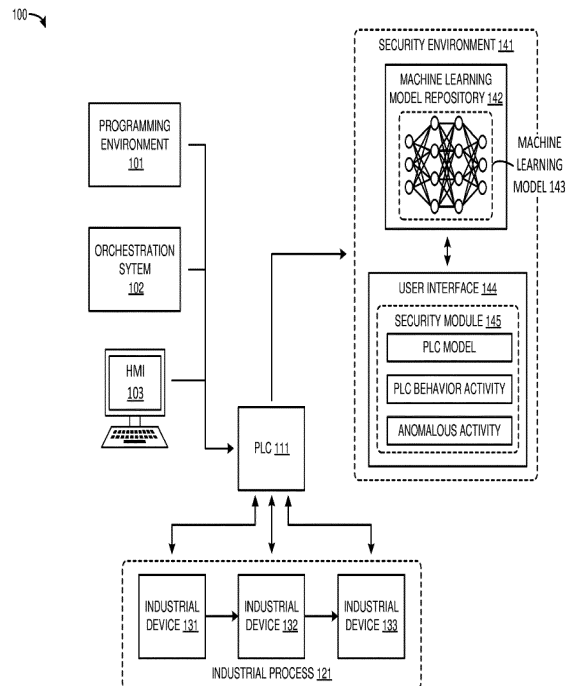 100
SECURITY ENVIRONMENT 141
MACHINE LEARNING
MODEL REPOSITORY 142
MACHINE
LEARNING
MODEL 143
PROGRAMMING
ENVIRONMENT
101
ORCHESTRATION
SYTEM
102
HMI
103
USER INTERFACE 144
SECURITY MODULE 145
PLC MODEL
PLC BEHAVIOR ACTIVITY
ANOMALOUS ACTIVITY
PLC 111
INDUSTRIAL
DEVICE 131
INDUSTRIAL
DEVICE 132
INDUSTRIAL
DEVICE 133
INDUSTRIAL PROCESS 121